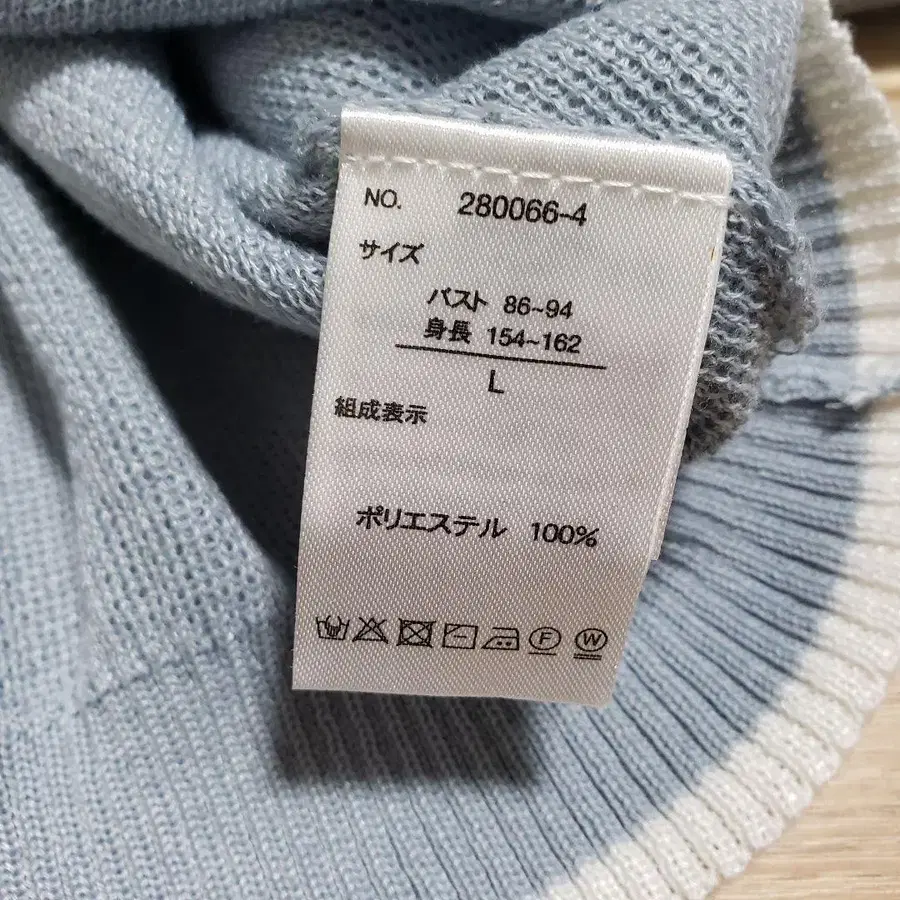 NO. 280066-4
サイズ
バスト 86~94
身長 154~162
L
組成表示
ポリエステル 100%
F W